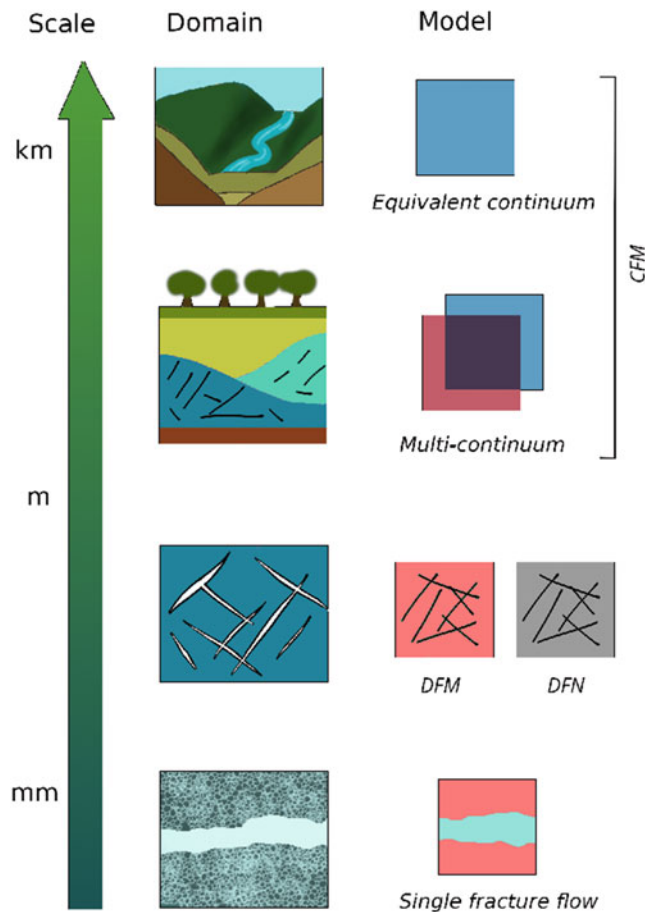 Scale
Domain
Model
km
Equivalent continuum
CFM
Multi-continuum
m
DFM
DFN
mm
Single fracture flow